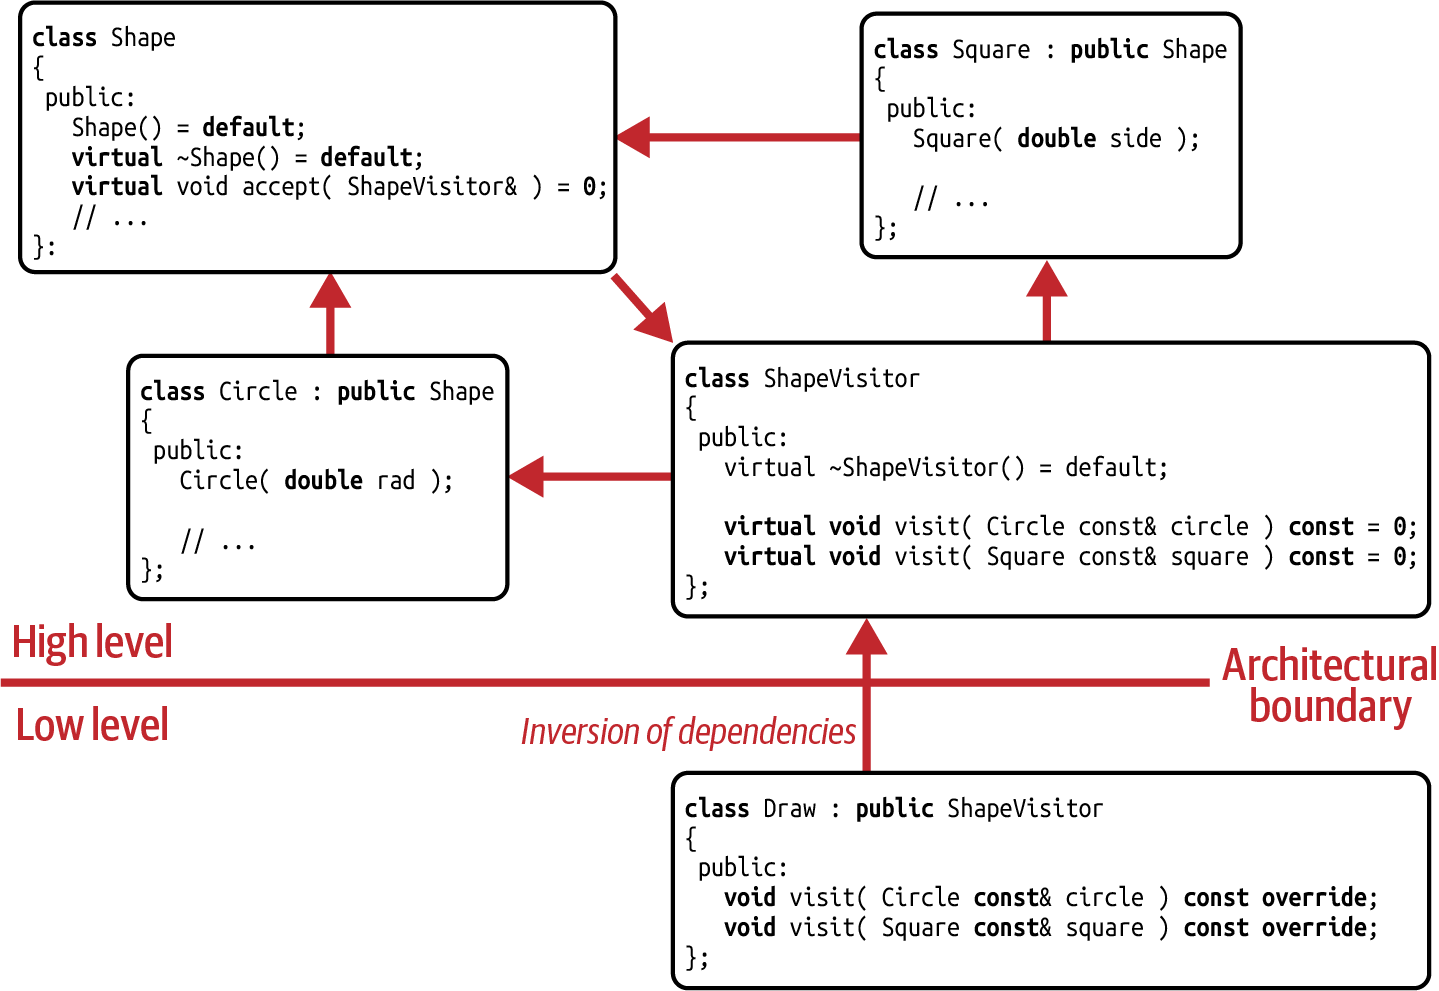 class Shape
{
 public:
   Shape() = default;
   virtual ~Shape() = default;
   virtual void accept( ShapeVisitor& ) = 0;
   // ...
}:
class Square : public Shape
{
 public:
   Square( double side );
   // ...
};
class Circle : public Shape
{
 public:
   Circle( double rad );
   // ...
};
class ShapeVisitor
{
 public:
   virtual ~ShapeVisitor() = default;
   virtual void visit( Circle const& circle ) const = 0;
   virtual void visit( Square const& square ) const = 0;
};
High level
Architectural
boundary
Low level
Inversion of dependencies
class Draw : public ShapeVisitor
{
 public:
   void visit( Circle const& circle ) const override;
   void visit( Square const& square ) const override;
};